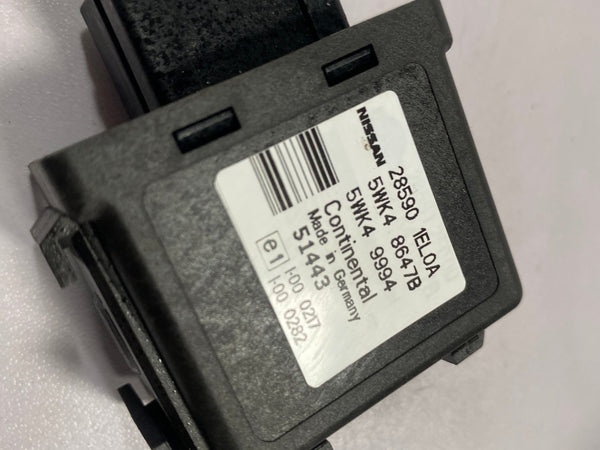 NISSAN
28590 1EL0A
5WK4 8647B
5WK4 9994
Continental
Made in Germany
51443
e1
I-00 0217
I-00 0282